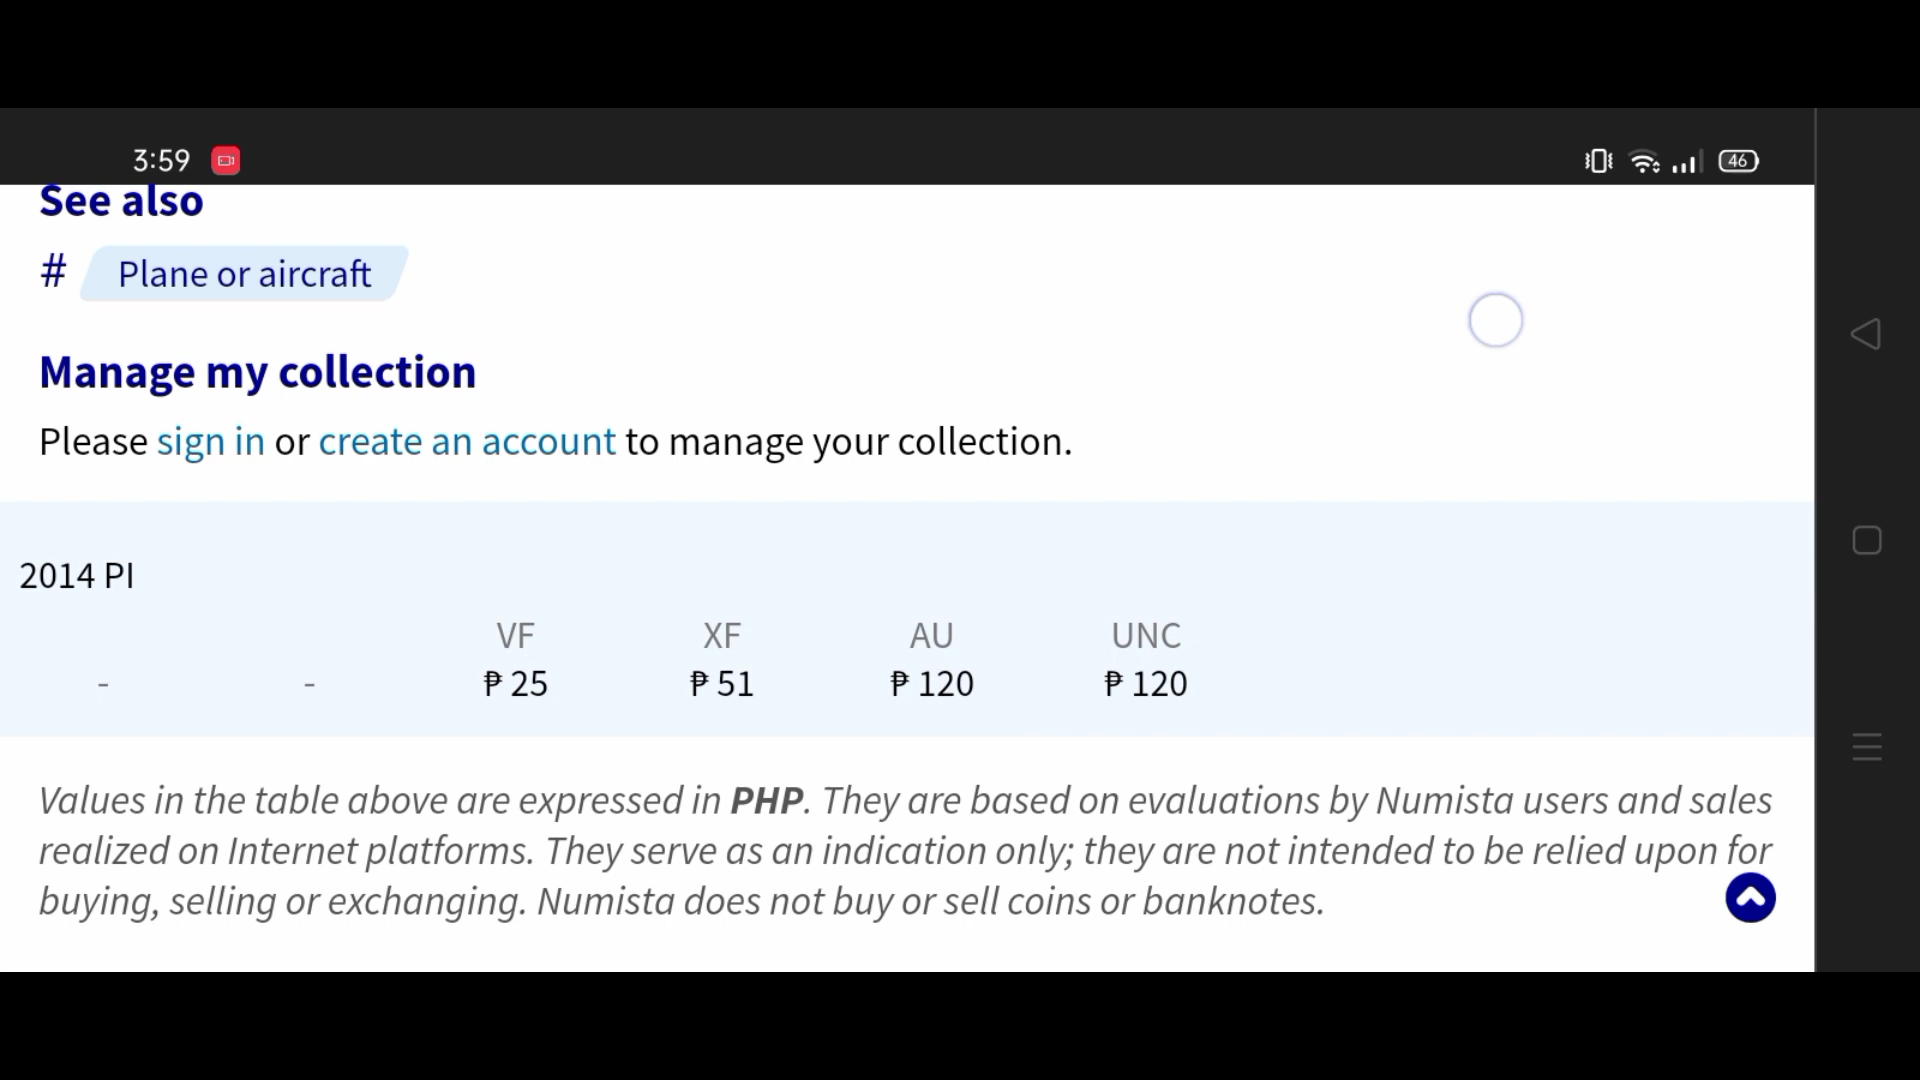 3:59
46
See also
# Plane or aircraft
Manage my collection
Please sign in or create an account to manage your collection.
2014 PI
VF XF AU UNC
- - ₱ 25 ₱ 51 ₱ 120 ₱ 120
Values in the table above are expressed in PHP. They are based on evaluations by Numista users and sales
realized on Internet platforms. They serve as an indication only; they are not intended to be relied upon for
buying, selling or exchanging. Numista does not buy or sell coins or banknotes.